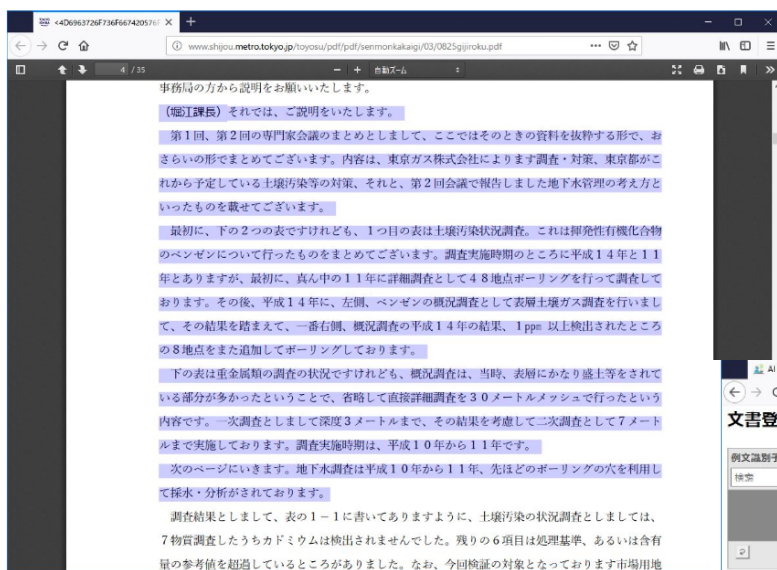 <4D6963726F736F667420576F
www.shijou.metro.tokyo.jp/toyosu/pdf/pdf/senmonkakaigi/03/0825gijiroku.pdf
4 / 35
自動ズーム
事務局の方から説明をお願いいたします。
(堀江課長)それでは、ご説明をいたします。
第1回、第2回の専門家会議のまとめとしまして、ここではそのときの資料を抜粋する形で、お
さらいの形でまとめてございます。内容は、東京ガス株式会社によります調査・対策、東京都がこ
れから予定している土壌汚染等の対策、それと、第2回会議で報告しました地下水管理の考え方と
いったものを載せてございます。
最初に、下の2つの表ですけれども、1つ目の表は土壌汚染状況調査。これは揮発性有機化合物
のベンゼンについて行ったものをまとめてございます。調査実施時期のところに平成14年と11
年とありますが、最初に、真ん中の11年に詳細調査として48地点ボーリングを行って調査して
おります。その後、平成14年に、左側、ベンゼンの概況調査として表層土壌ガス調査を行いまし
て、その結果を踏まえて、一番右側、概況調査の平成14年の結果、1ppm 以上検出されたところ
の8地点をまた追加してボーリングしております。
下の表は重金属類の調査の状況ですけれども、概況調査は、当時、表層にかなり盛土等をされて
いる部分が多かったということで、省略して直接詳細調査を30メートルメッシュで行ったという
内容です。一次調査としまして深度3メートルまで、その結果を考慮して二次調査として7メート
ルまで実施しております。調査実施時期は、平成10年から11年です。
次のページにいきます。地下水調査は平成10年から11年、先ほどのボーリングの穴を利用し
て採水・分析がされております。
調査結果としまして、表の1-1に書いてありますように、土壌汚染の状況調査としましては、
7物質調査したうちカドミウムは検出されませんでした。残りの6項目は処理基準、あるいは含有
量の参考値を超過しているところがありました。なお、今回検証の対象となっております市場用地
AI
文書登
例文識別子
検索